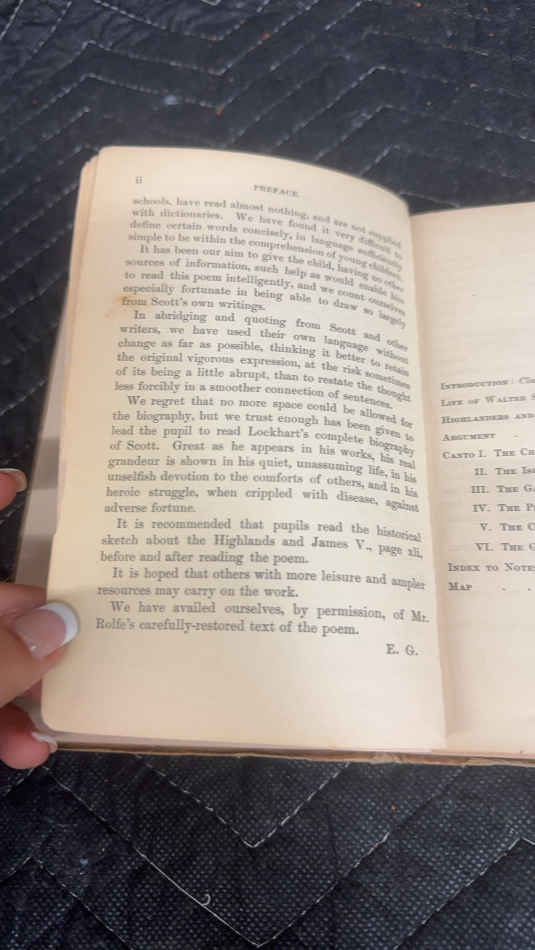 ii
PREFACE.
schools, have read almost nothing, and are not supplied
with dictionaries. We have found it very difficult to
define certain words concisely, in language sufficiently
simple to be within the comprehension of young children.
It has been our aim to give the child, having no other
sources of information, such help as would enable him
to read this poem intelligently, and we count ourselves
especially fortunate in being able to draw so largely
from Scott's own writings.
In abridging and quoting from Scott and other
writers, we have used their own language without
change as far as possible, thinking it better to retain
the original vigorous expression, at the risk sometimes
of its being a little abrupt, than to restate the thought
less forcibly in a smoother connection of sentences.
We regret that no more space could be allowed for
the biography, but we trust enough has been given to
lead the pupil to read Lockhart's complete biography
of Scott. Great as he appears in his works, his real
grandeur is shown in his quiet, unassuming life, in his
unselfish devotion to the comforts of others, and in his
heroic struggle, when crippled with disease, against
adverse fortune.
It is recommended that pupils read the historical
sketch about the Highlands and James V., page xli,
before and after reading the poem.
It is hoped that others with more leisure and ampler
resources may carry on the work.
We have availed ourselves, by permission, of Mr.
Rolfe's carefully-restored text of the poem.
E. G.
INTRODUCTION:
LIFE OF WALTER S
HIGHLANDERS AND
ARGUMENT -
CANTO I. THE CH
II. THE ISL
III. THE GA
IV. THE P
V. THE C
VI. THE G
INDEX TO NOTES
MAP - -